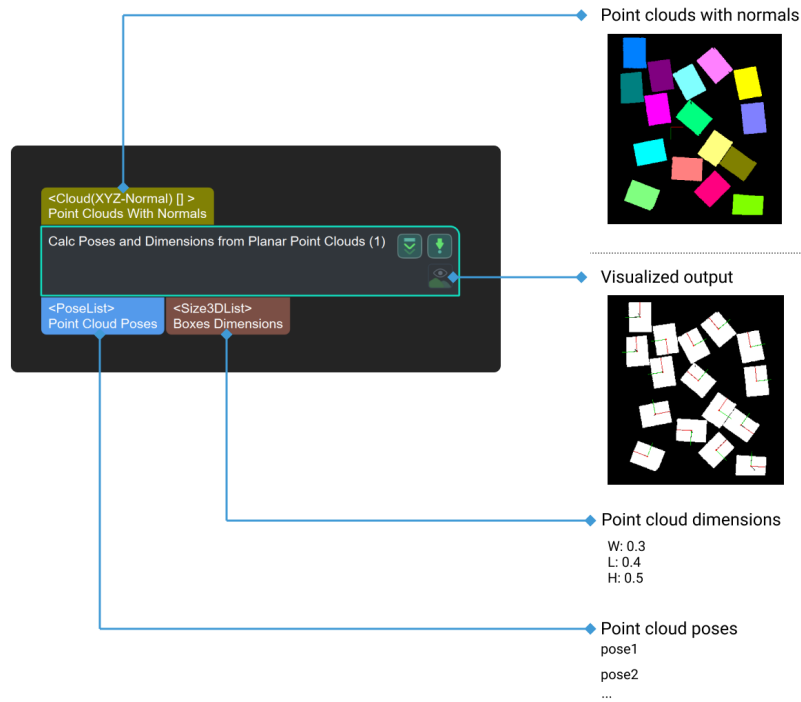 Point clouds with normals
<Cloud(XYZ-Normal) [] >
Point Clouds With Normals
Calc Poses and Dimensions from Planar Point Clouds (1)
<PoseList>
Point Cloud Poses
<Size3DList>
Boxes Dimensions
Visualized output
Point cloud dimensions
W: 0.3
L: 0.4
H: 0.5
Point cloud poses
pose1
pose2
...